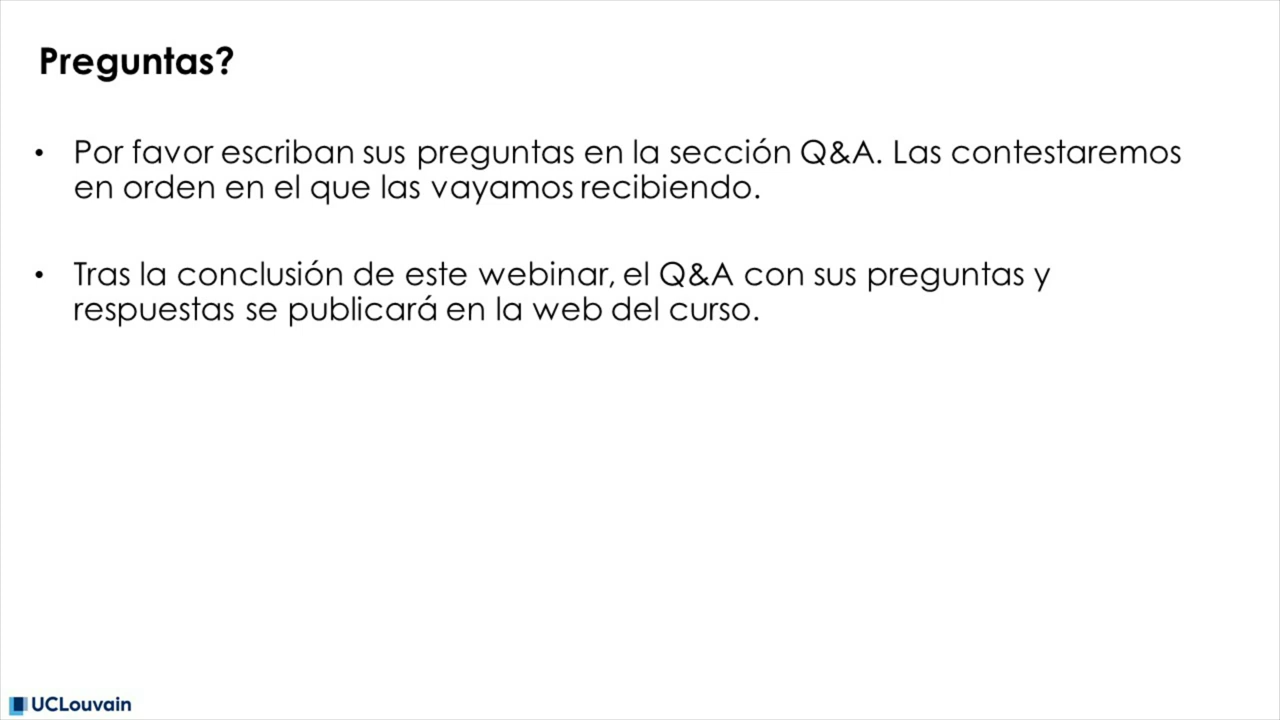 Preguntas?
• Por favor escriban sus preguntas en la sección Q&A. Las contestaremos
en orden en el que las vayamos recibiendo.
• Tras la conclusión de este webinar, el Q&A con sus preguntas y
respuestas se publicará en la web del curso.
UCLouvain